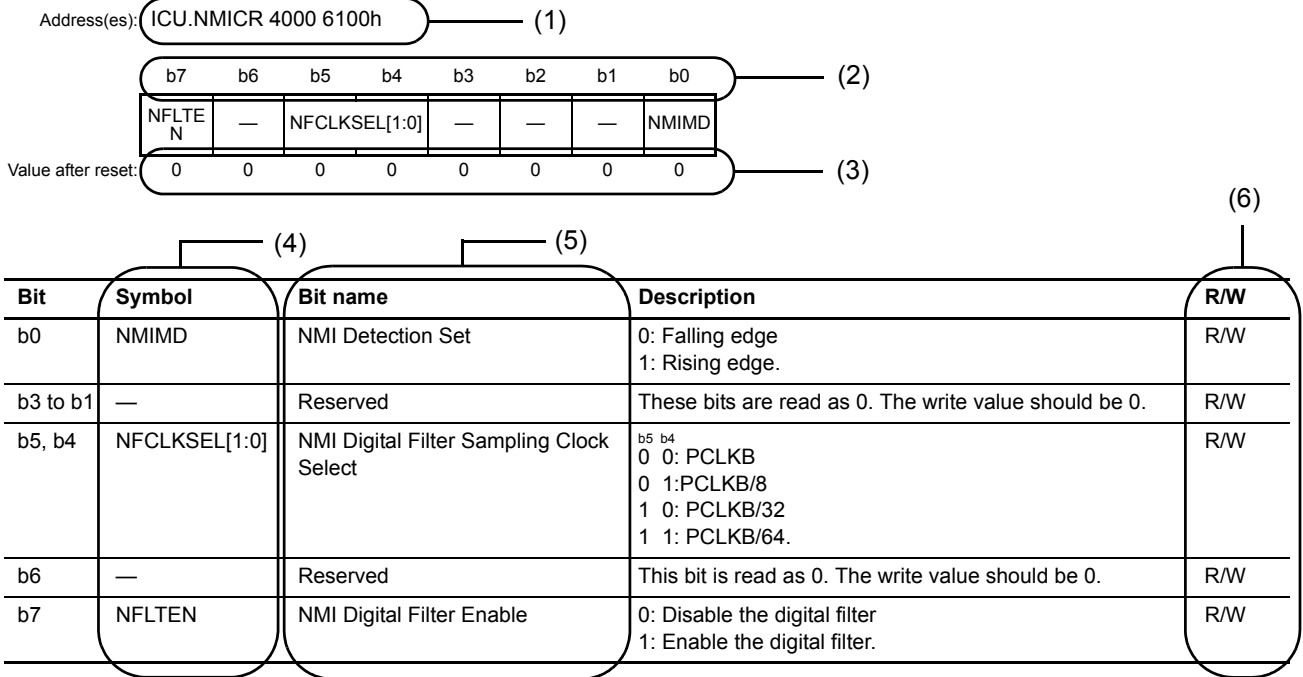 Address(es): ICU.NMICR 4000 6100h (1)
b7 b6 b5 b4 b3 b2 b1 b0 (2)
NFLTE
N — NFCLKSEL[1:0] — — — NMIMD
Value after reset: 0 0 0 0 0 0 0 0 (3)
(6)
(4) (5)
Bit Symbol Bit name Description R/W
b0 NMIMD NMI Detection Set 0: Falling edge R/W
1: Rising edge.
b3 to b1 — Reserved These bits are read as 0. The write value should be 0. R/W
b5, b4 NFCLKSEL[1:0] NMI Digital Filter Sampling Clock b5 b4 R/W
Select 0 0: PCLKB
0 1:PCLKB/8
1 0: PCLKB/32
1 1: PCLKB/64.
b6 — Reserved This bit is read as 0. The write value should be 0. R/W
b7 NFLTEN NMI Digital Filter Enable 0: Disable the digital filter R/W
1: Enable the digital filter.